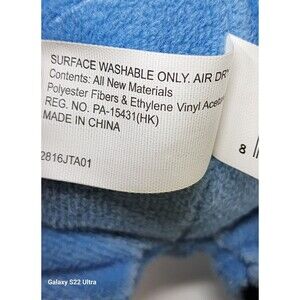 SURFACE WASHABLE ONLY. AIR DRY
Contents: All New Materials
Polyester Fibers & Ethylene Vinyl Acetate
REG. NO. PA-15431(HK)
MADE IN CHINA
2816JTA01
8
Galaxy S22 Ultra